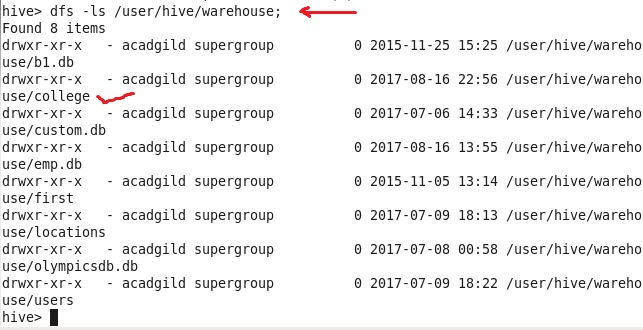 hive> dfs -ls /user/hive/warehouse;
Found 8 items
drwxr-xr-x   - acadgild supergroup          0 2015-11-25 15:25 /user/hive/wareho
use/b1.db
drwxr-xr-x   - acadgild supergroup          0 2017-08-16 22:56 /user/hive/wareho
use/college
drwxr-xr-x   - acadgild supergroup          0 2017-07-06 14:33 /user/hive/wareho
use/custom.db
drwxr-xr-x   - acadgild supergroup          0 2017-08-16 13:55 /user/hive/wareho
use/emp.db
drwxr-xr-x   - acadgild supergroup          0 2015-11-05 13:14 /user/hive/wareho
use/first
drwxr-xr-x   - acadgild supergroup          0 2017-07-09 18:13 /user/hive/wareho
use/locations
drwxr-xr-x   - acadgild supergroup          0 2017-07-08 00:58 /user/hive/wareho
use/olympicsdb.db
drwxr-xr-x   - acadgild supergroup          0 2017-07-09 18:22 /user/hive/wareho
use/users
hive>